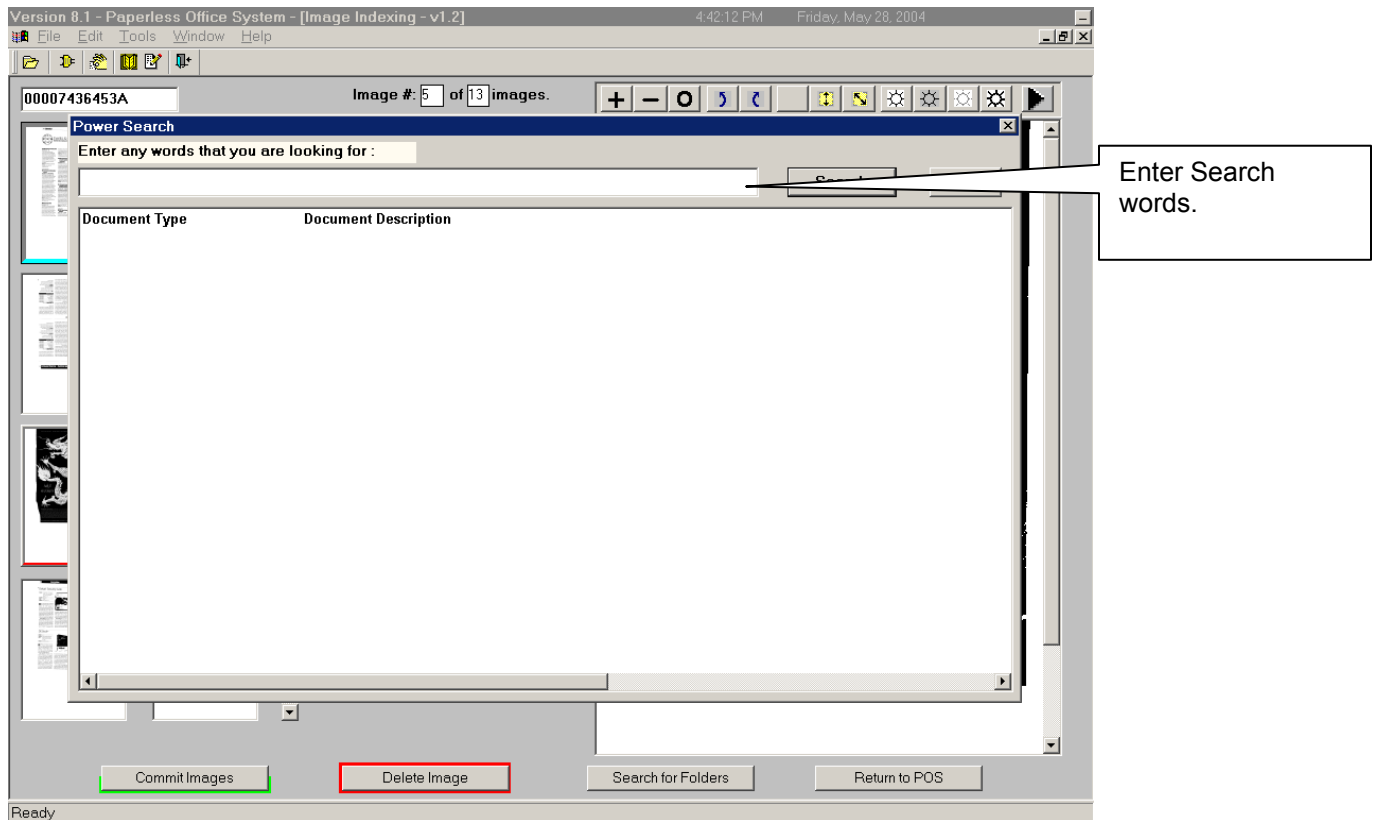 Version 8.1 - Paperless Office System - [Image Indexing - v1.2] 4:42:12 PM Friday, May 28, 2004
File Edit Tools Window Help
00007436453A Image #: 5 of 13 images.
Power Search
Enter any words that you are looking for :
Enter Search
words.
Document Type Document Description
Commit Images Delete Image Search for Folders Return to POS
Ready